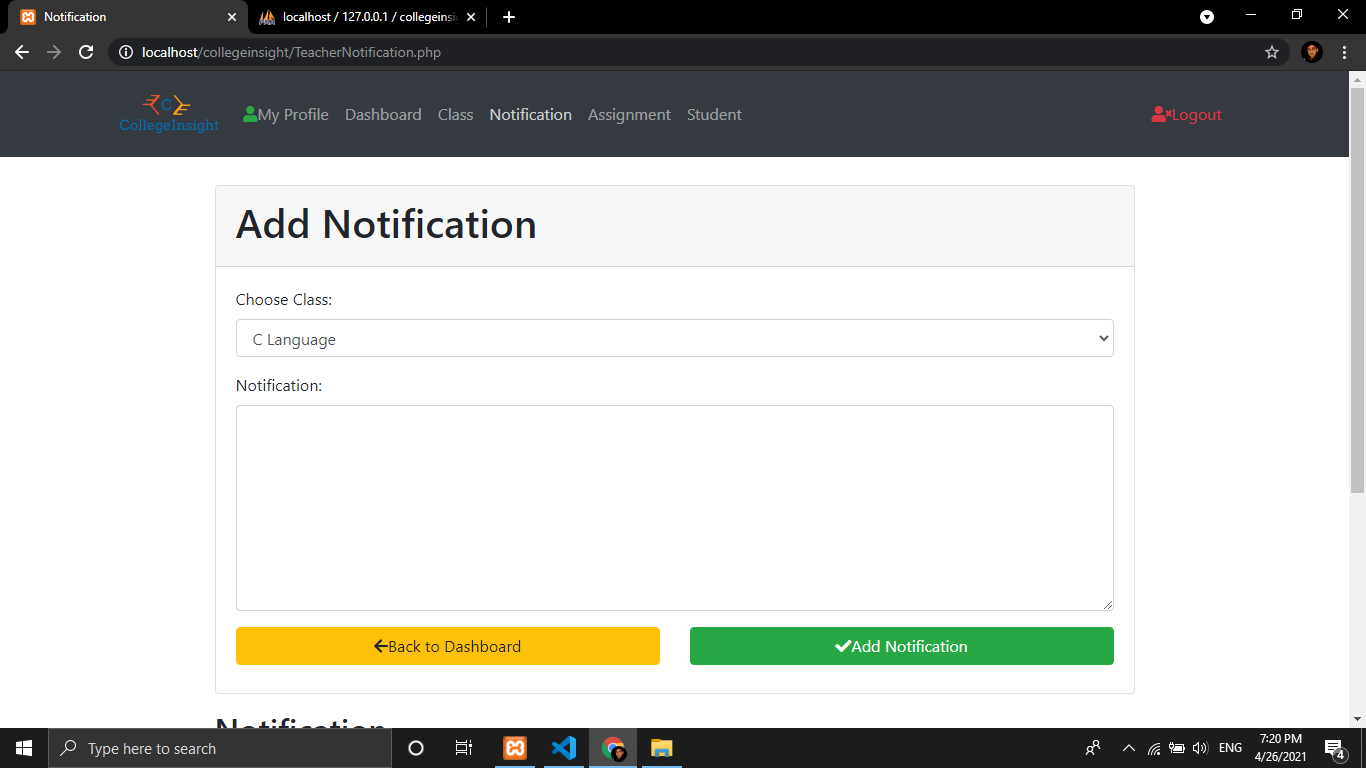 Notification
localhost / 127.0.0.1 / collegeinsi
localhost/collegeinsight/TeacherNotification.php
C
CollegeInsight
My Profile
Dashboard
Class
Notification
Assignment
Student
Logout
Add Notification
Choose Class:
C Language
Notification:
Back to Dashboard
Add Notification
Notification
Type here to search
ENG
7:20 PM
4/26/2021
4